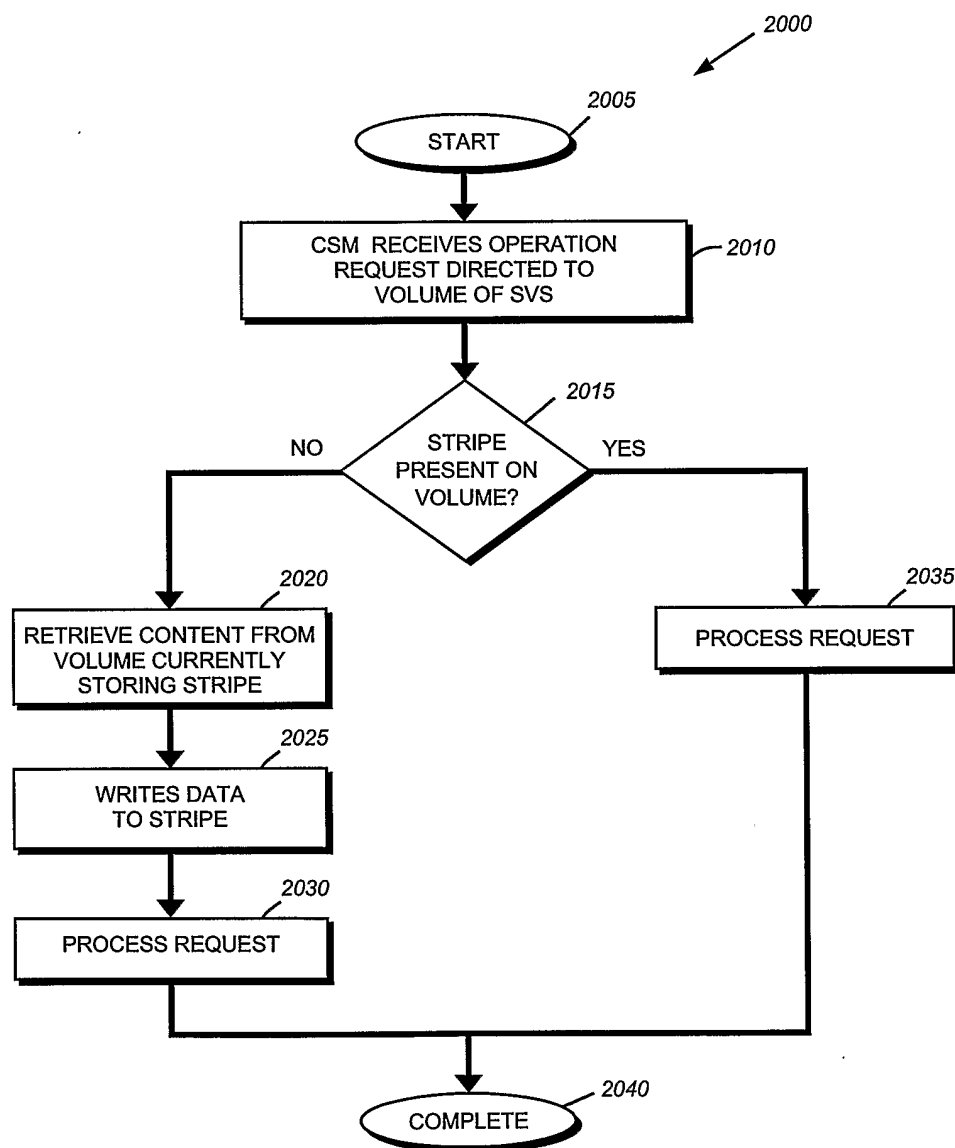 2000
2005
START
CSM RECEIVES OPERATION
REQUEST DIRECTED TO
VOLUME OF SVS
2010
2015
STRIPE
PRESENT ON
VOLUME?
NO
YES
2020
RETRIEVE CONTENT FROM
VOLUME CURRENTLY
STORING STRIPE
2035
PROCESS REQUEST
2025
WRITES DATA
TO STRIPE
2030
PROCESS REQUEST
2040
COMPLETE